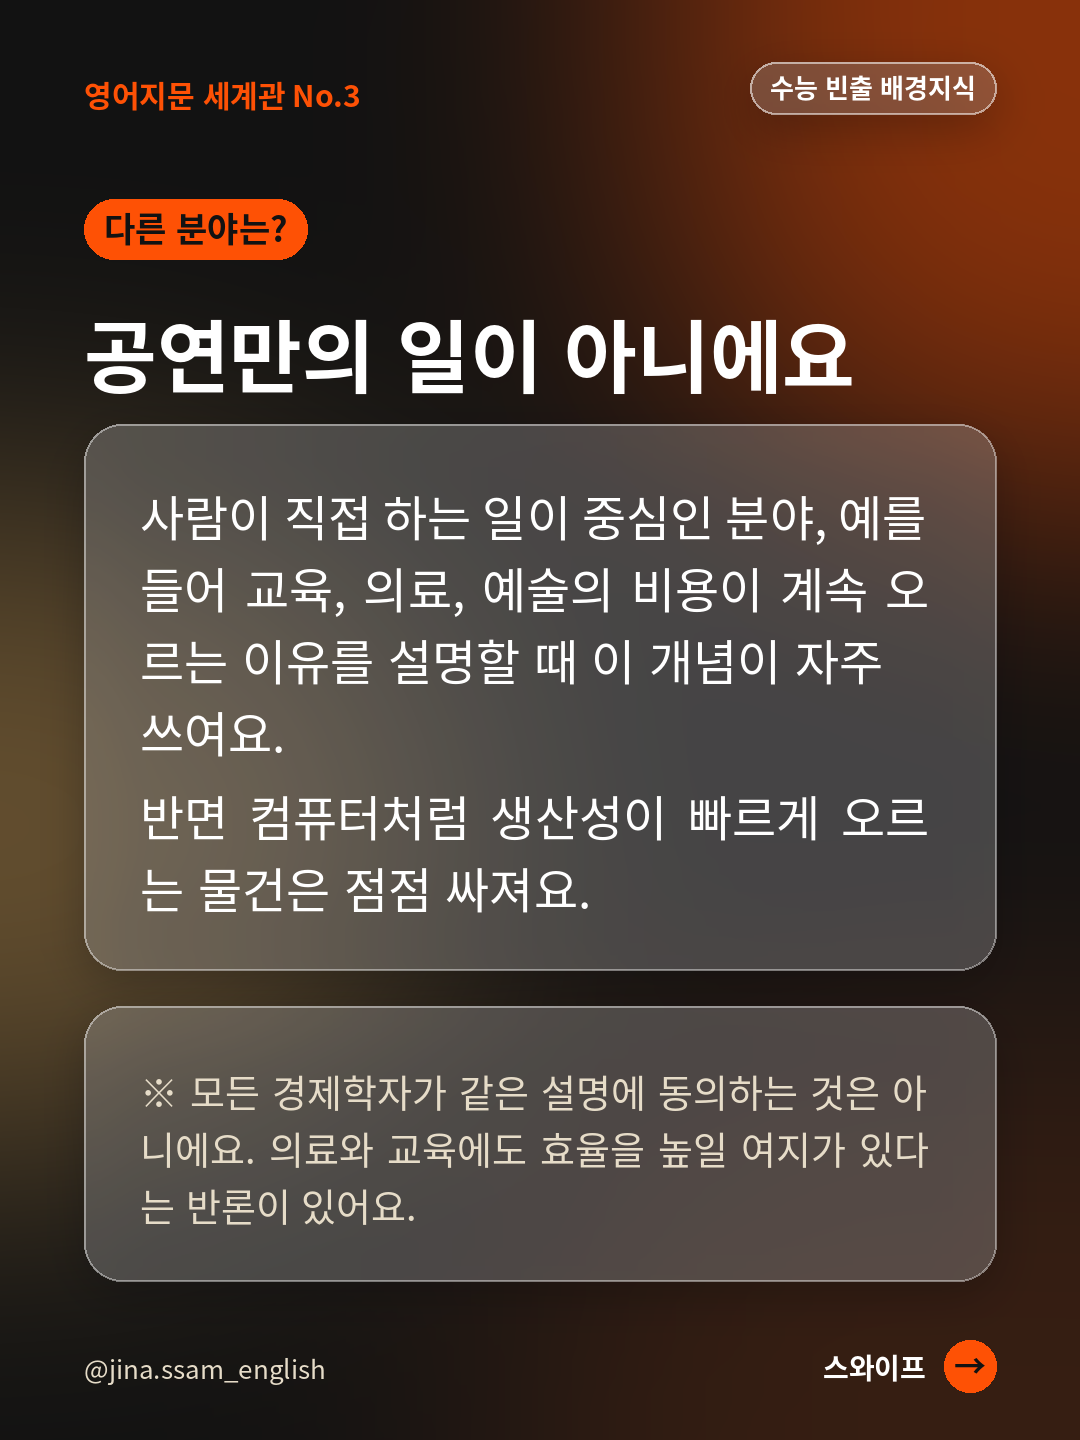 영어지문 세계관 No.3
수능 빈출 배경지식
다른 분야는?
공연만의 일이 아니에요
사람이 직접 하는 일이 중심인 분야, 예를
들어 교육, 의료, 예술의 비용이 계속 오
르는 이유를 설명할 때 이 개념이 자주
쓰여요.
반면 컴퓨터처럼 생산성이 빠르게 오르
는 물건은 점점 싸져요.
※ 모든 경제학자가 같은 설명에 동의하는 것은 아
니에요. 의료와 교육에도 효율을 높일 여지가 있다
는 반론이 있어요.
@jina.ssam_english
스와이프 →